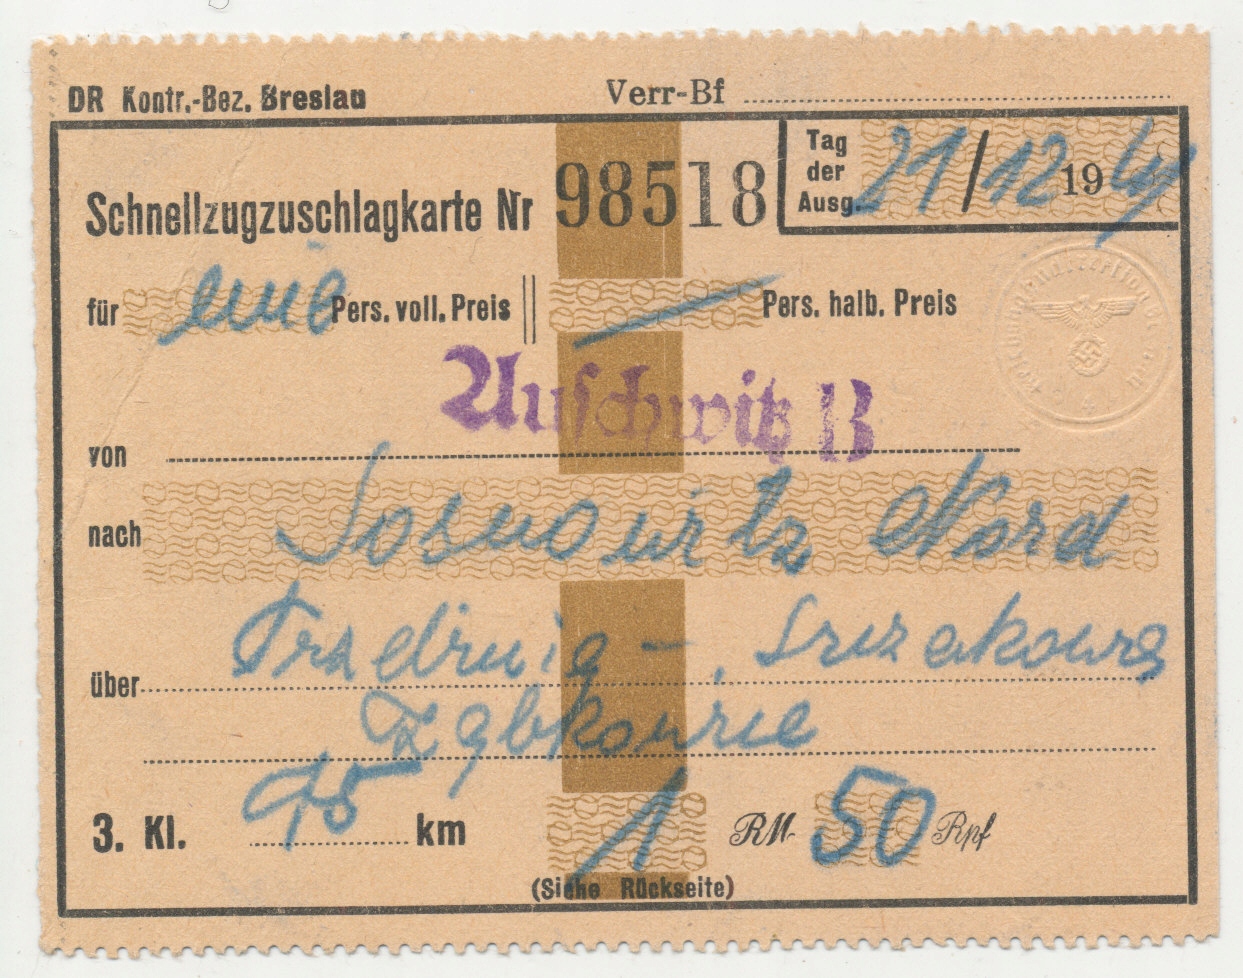 DR Kontr.-Bez. Breslau Verr-Bf
Schnellzugzuschlagkarte Nr 98518 Tag der Ausg. 21/12 1944
für eine Pers. voll. Preis || — Pers. halb. Preis
Auschwitz B
von
nach Sosnowitz Nord
über Trzebinia - , Szczakowa
Ząbkowice
3. Kl. 75 km 1 RM 50 Rpf
(Siehe Rückseite)